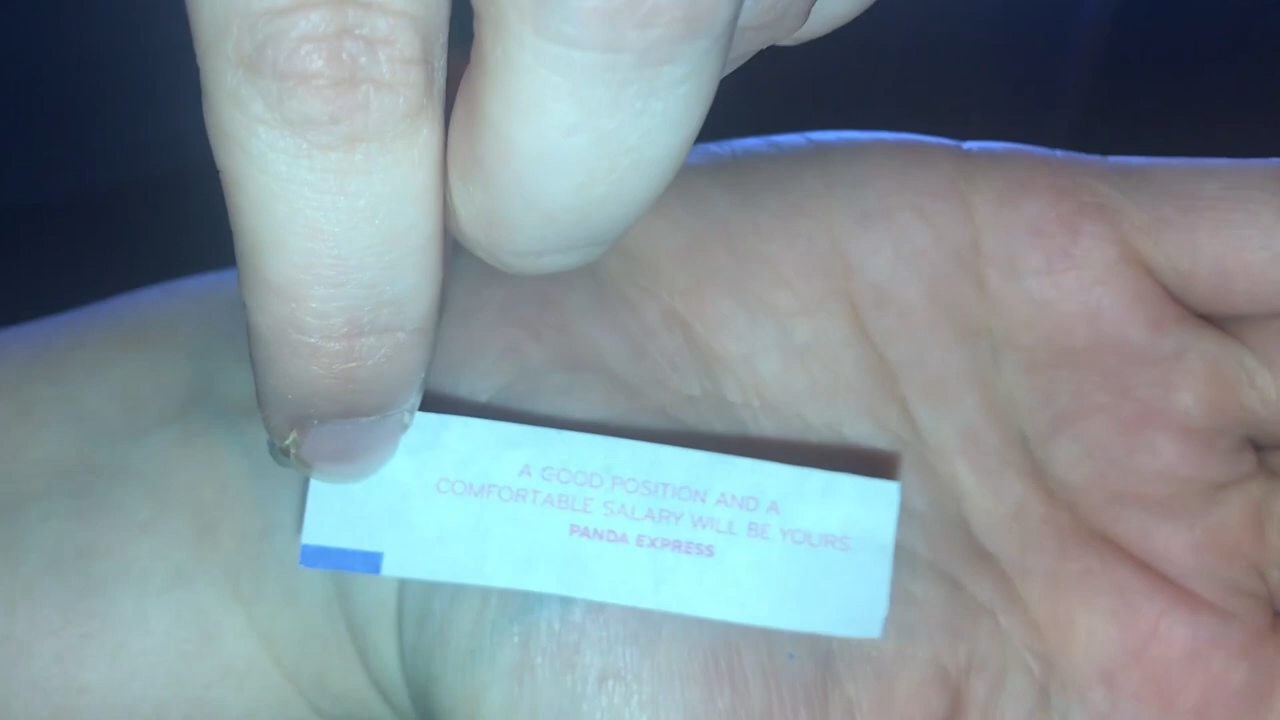 A GOOD POSITION AND A
COMFORTABLE SALARY WILL BE YOURS.
PANDA EXPRESS